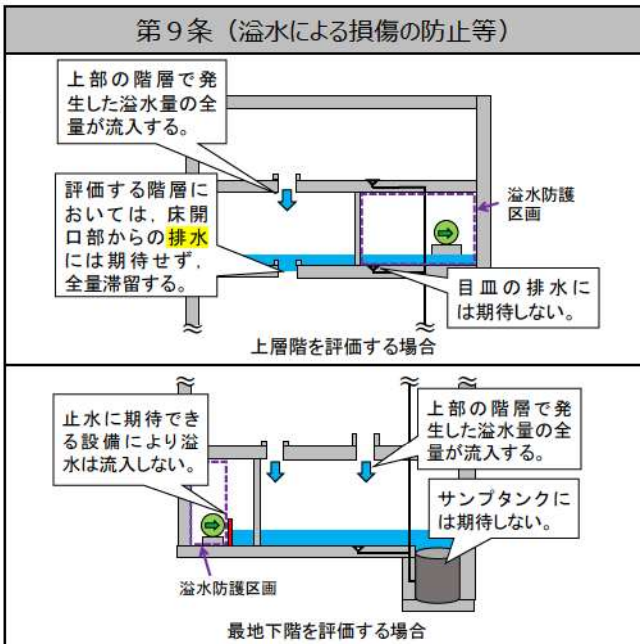 第９条（溢水による損傷の防止等）
上部の階層で発
生した溢水量の全
量が流入する。
評価する階層に
おいては，床開
口部からの排水
には期待せず，
全量滞留する。
溢水防護
区画
目皿の排水に
は期待しない。
上層階を評価する場合
止水に期待でき
る設備により溢
水は流入しない。
上部の階層で発
生した溢水量の全
量が流入する。
サンプタンクに
は期待しない。
溢水防護区画
最地下階を評価する場合